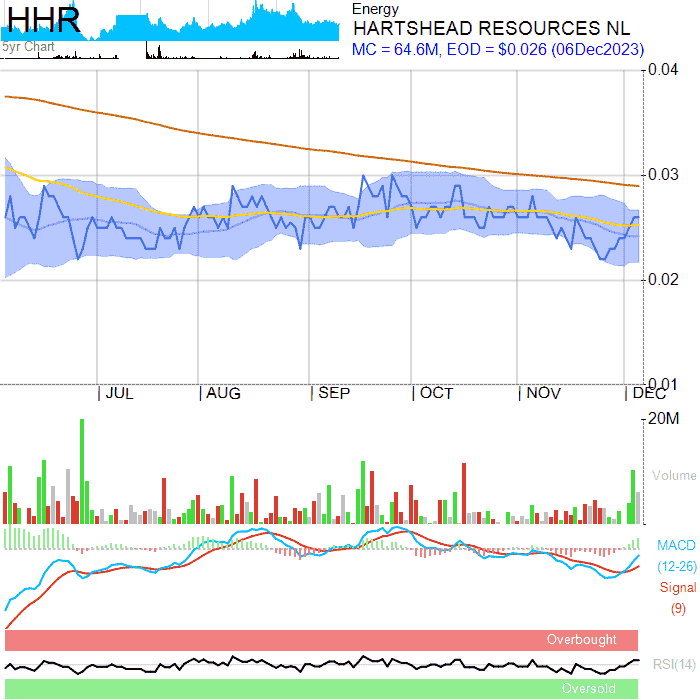 HHR
5yr Chart
Energy
HARTSHEAD RESOURCES NL
MC = 64.6M, EOD = $0.026 (06Dec2023)
0.04
0.03
0.02
0.01
JUL
AUG
SEP
OCT
NOV
DEC
20M
Volume
MACD
(12-26)
Signal
(9)
Overbought
RSI(14)
Oversold